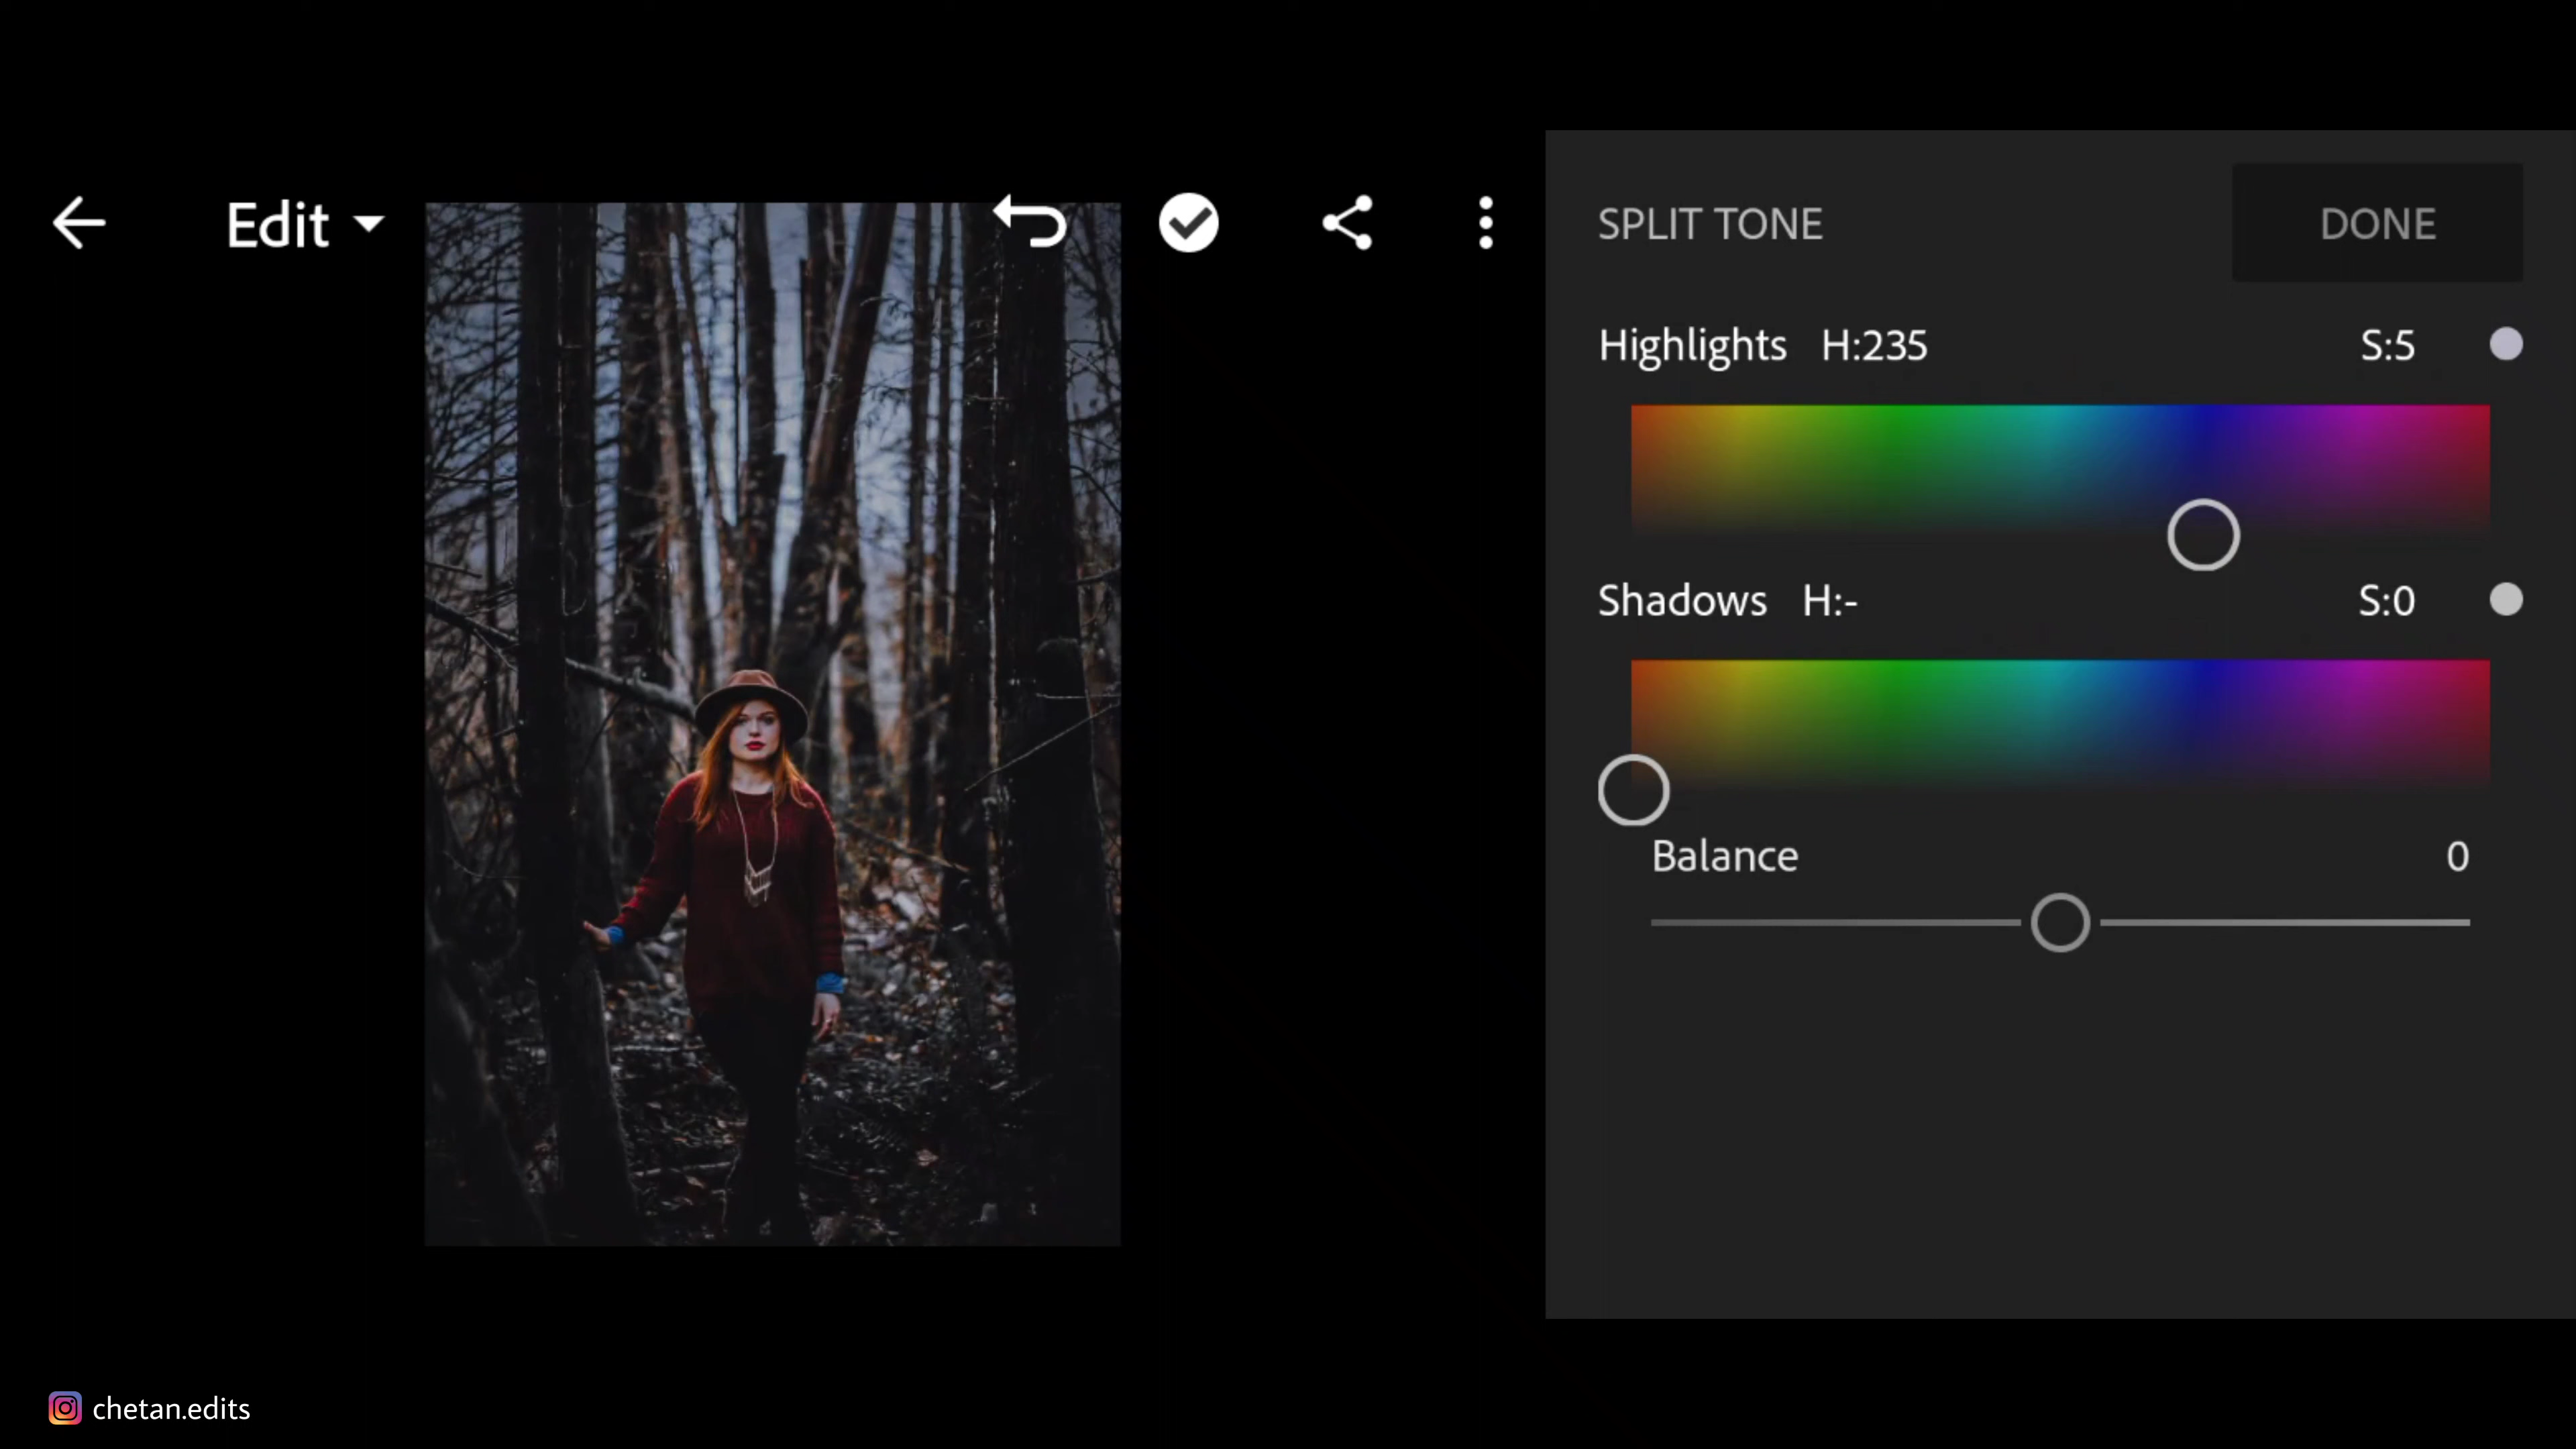 Edit
SPLIT TONE
DONE
Highlights H:235 S:5
Shadows H:- S:0
Balance 0
chetan.edits